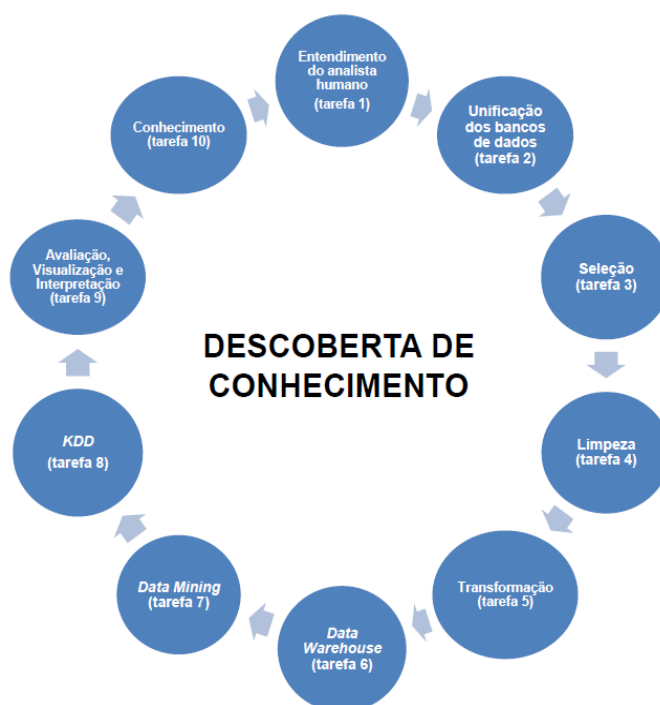 Entendimento
do analista
humano
(tarefa 1)
Unificação
dos bancos
de dados
(tarefa 2)
Seleção
(tarefa 3)
Limpeza
(tarefa 4)
Transformação
(tarefa 5)
Data
Warehouse
(tarefa 6)
Data Mining
(tarefa 7)
KDD
(tarefa 8)
Avaliação,
Visualização e
Interpretação
(tarefa 9)
Conhecimento
(tarefa 10)
DESCOBERTA DE
CONHECIMENTO